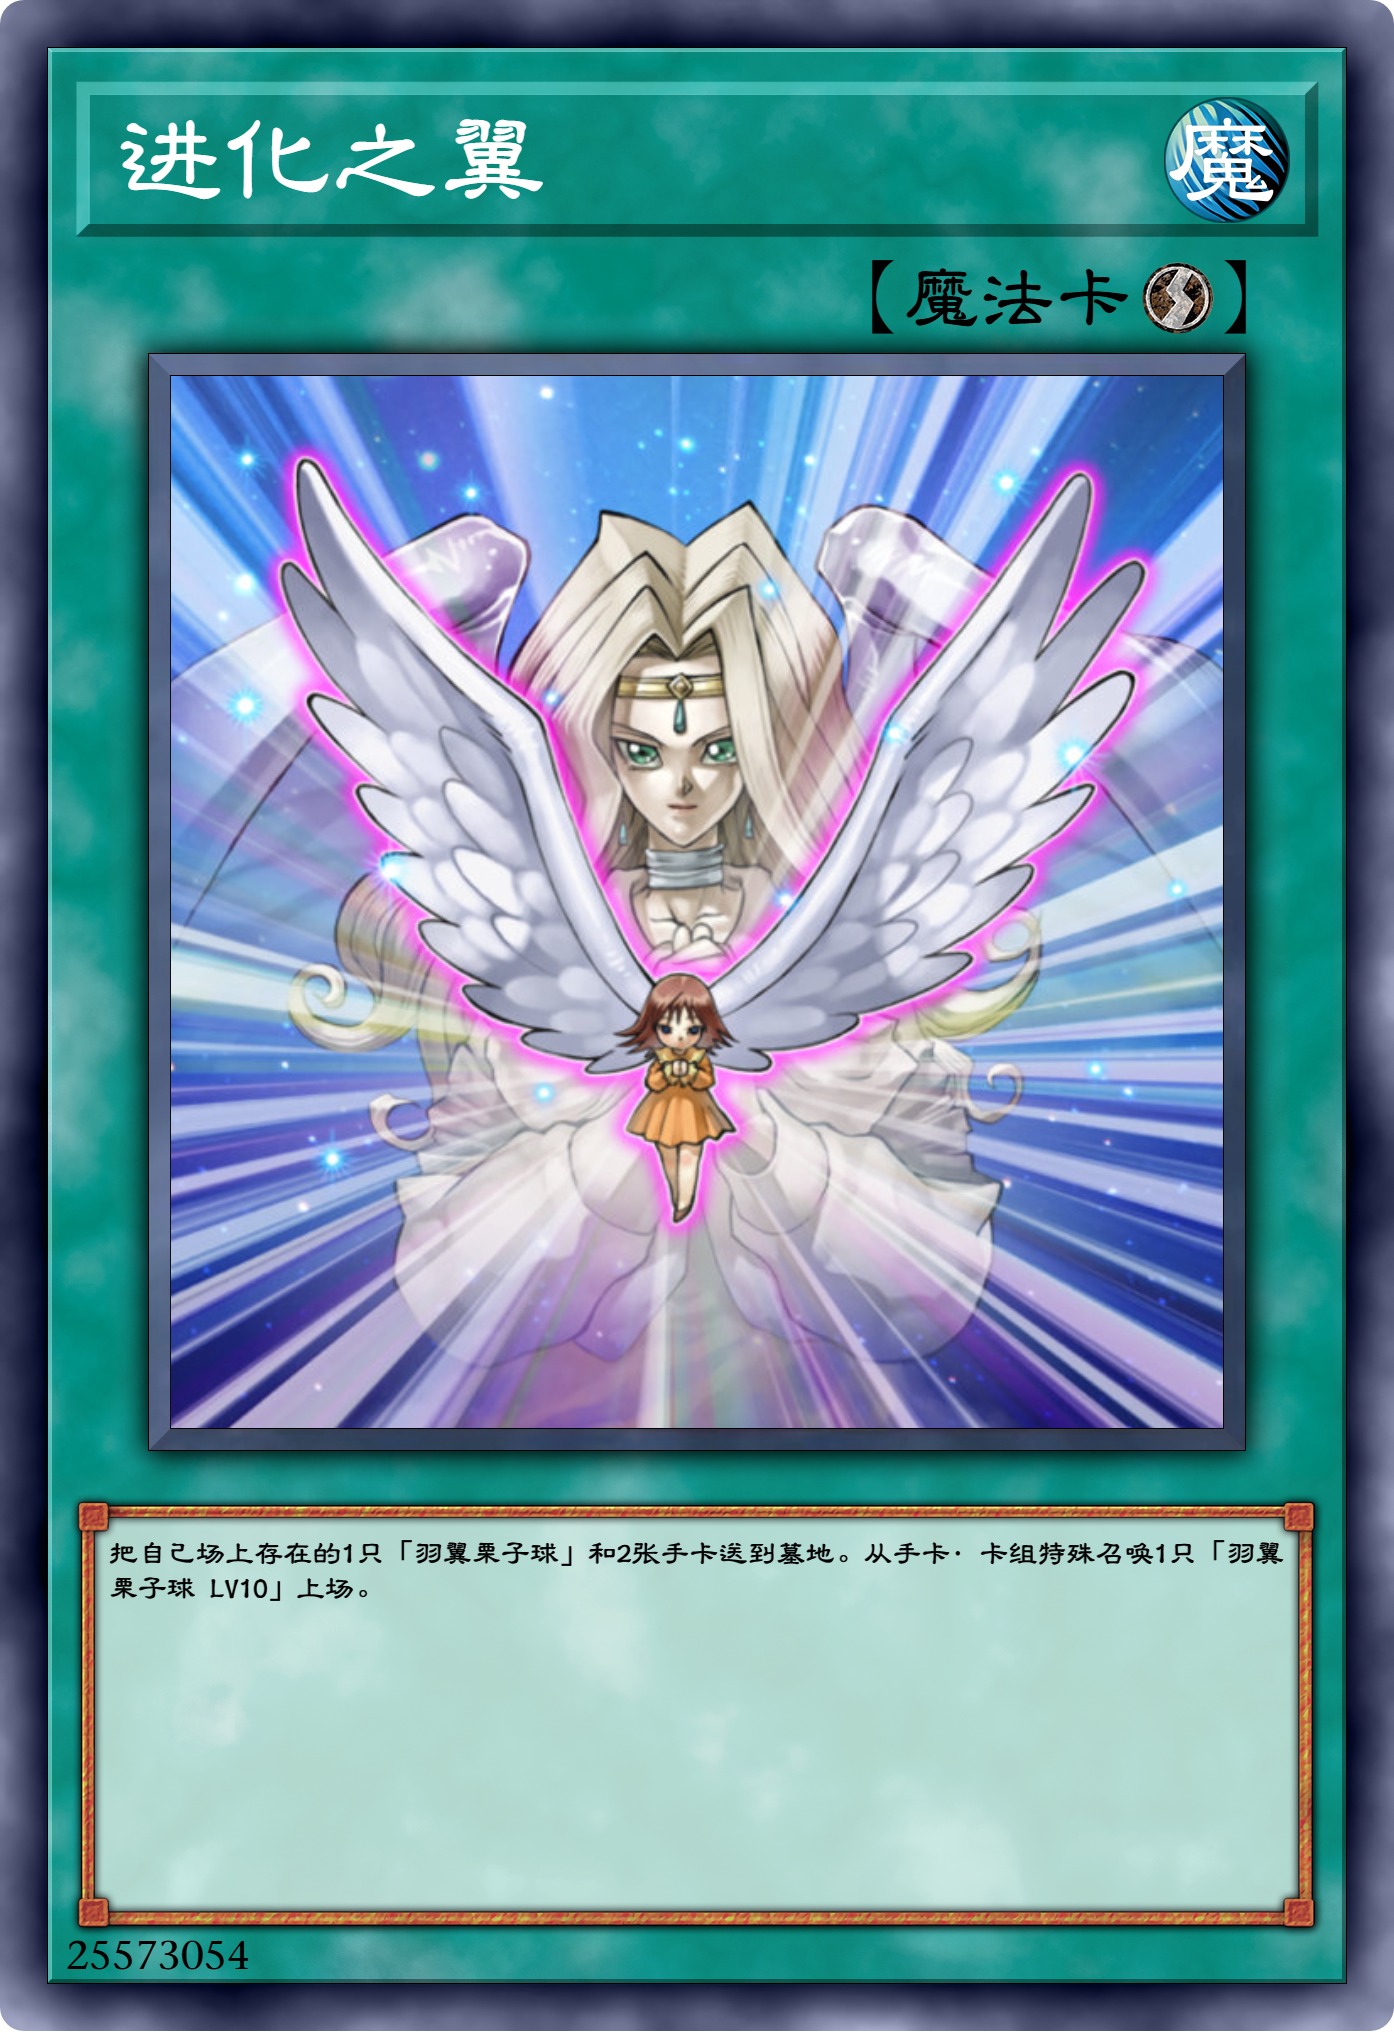 进化之翼
魔
【魔法卡】
把自己场上存在的1只「羽翼栗子球」和2张手卡送到墓地。从手卡·卡组特殊召唤1只「羽翼
栗子球 LV10」上场。
25573054